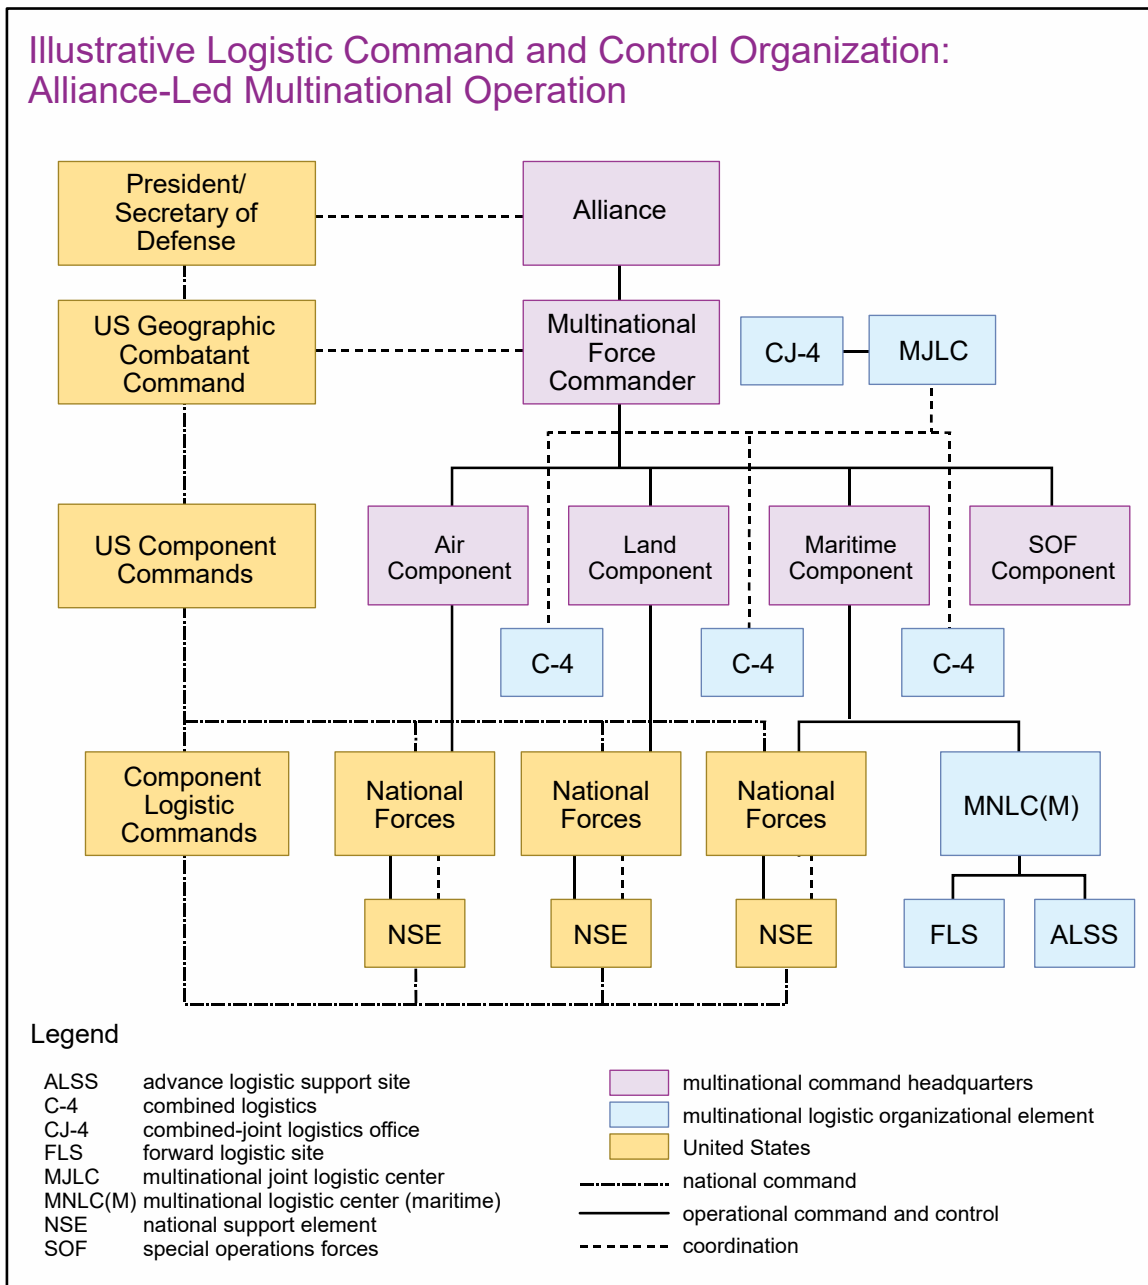 Illustrative Logistic Command and Control Organization:
Alliance-Led Multinational Operation
President/
Secretary of
Defense
Alliance
US Geographic
Combatant
Command
Multinational
Force
Commander
CJ-4
MJLC
US Component
Commands
Air
Component
Land
Component
Maritime
Component
SOF
Component
C-4
C-4
C-4
Component
Logistic
Commands
National
Forces
National
Forces
National
Forces
MNLC(M)
NSE
NSE
NSE
FLS
ALSS
Legend
ALSS advance logistic support site
C-4 combined logistics
CJ-4 combined-joint logistics office
FLS forward logistic site
MJLC multinational joint logistic center
MNLC(M) multinational logistic center (maritime)
NSE national support element
SOF special operations forces
multinational command headquarters
multinational logistic organizational element
United States
national command
operational command and control
coordination